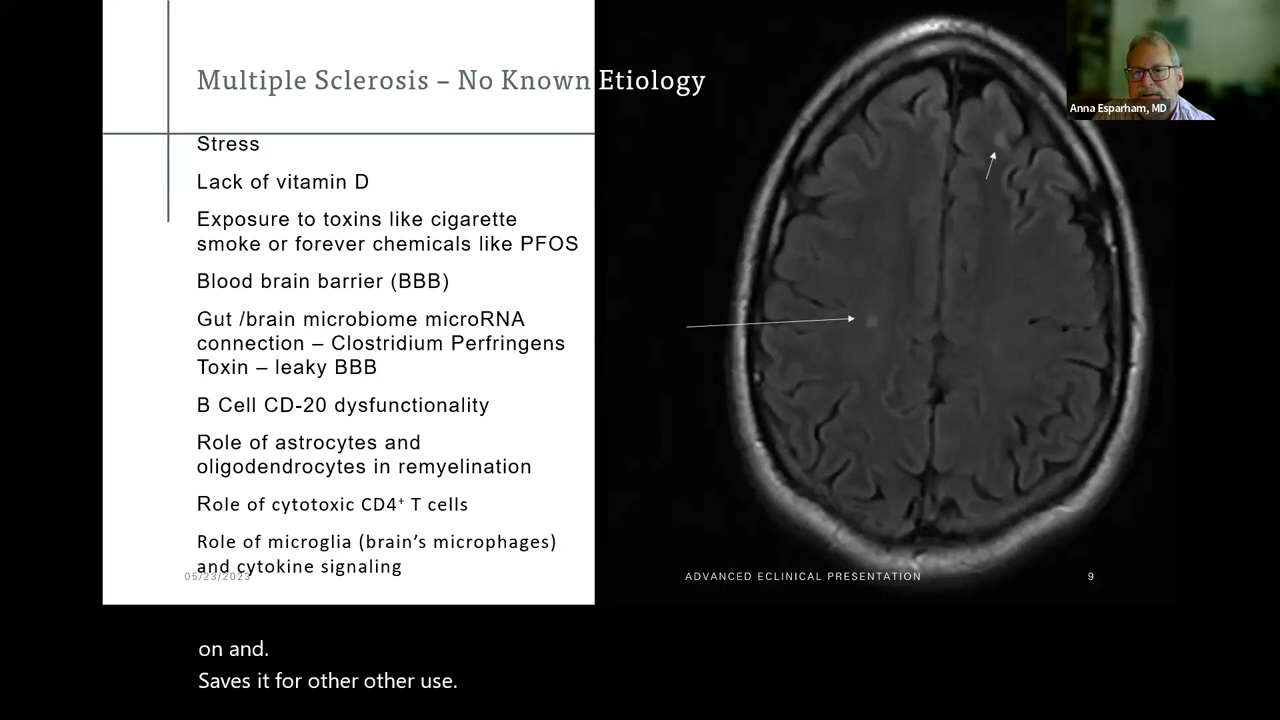 Multiple Sclerosis – No Known Etiology
Anna Esparham, MD
Stress
Lack of vitamin D
Exposure to toxins like cigarette
smoke or forever chemicals like PFOS
Blood brain barrier (BBB)
Gut /brain microbiome microRNA
connection – Clostridium Perfringens
Toxin – leaky BBB
B Cell CD-20 dysfunctionality
Role of astrocytes and
oligodendrocytes in remyelination
Role of cytotoxic CD4⁺ T cells
Role of microglia (brain’s microphages)
and cytokine signaling
05/23/2023
ADVANCED ECLINICAL PRESENTATION
9
on and.
Saves it for other other use.